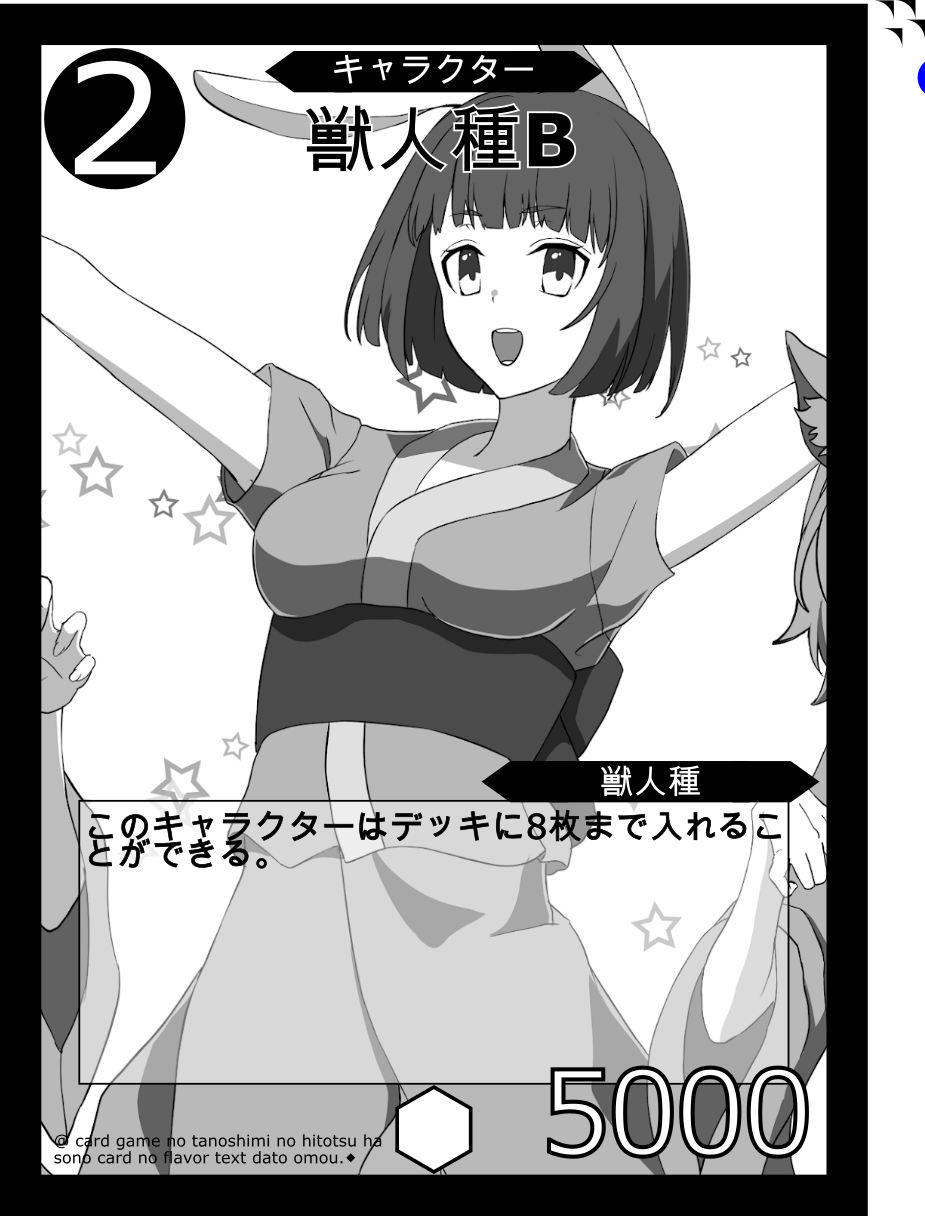 2
キャラクター
獣人種B
獣人種
このキャラクターはデッキに8枚まで入れるこ
とができる。
5000
@ card game no tanoshimi no hitotsu ha
sono card no flavor text dato omou.◆